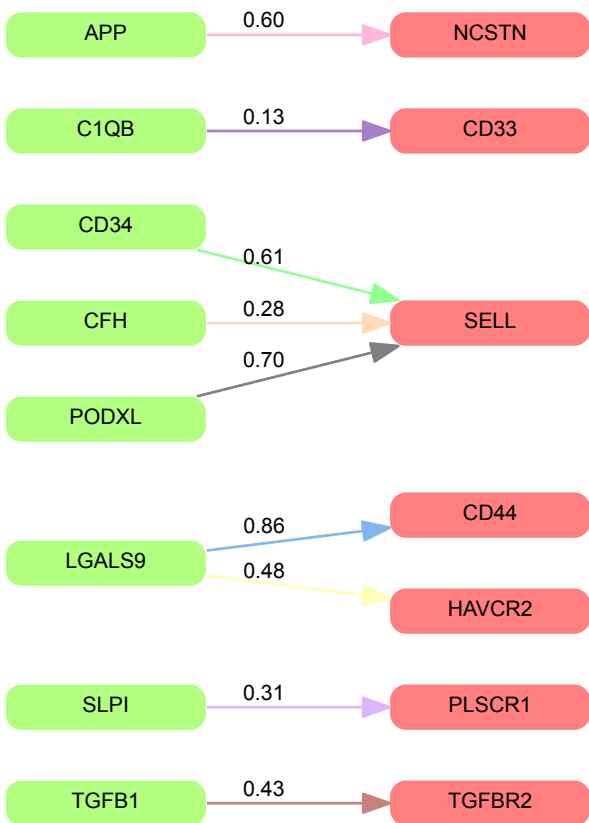 APP 0.60 NCSTN
C1QB 0.13 CD33
CD34
0.61
CFH 0.28 SELL
0.70
PODXL
CD44
0.86
LGALS9
0.48
HAVCR2
SLPI 0.31 PLSCR1
TGFB1 0.43 TGFBR2